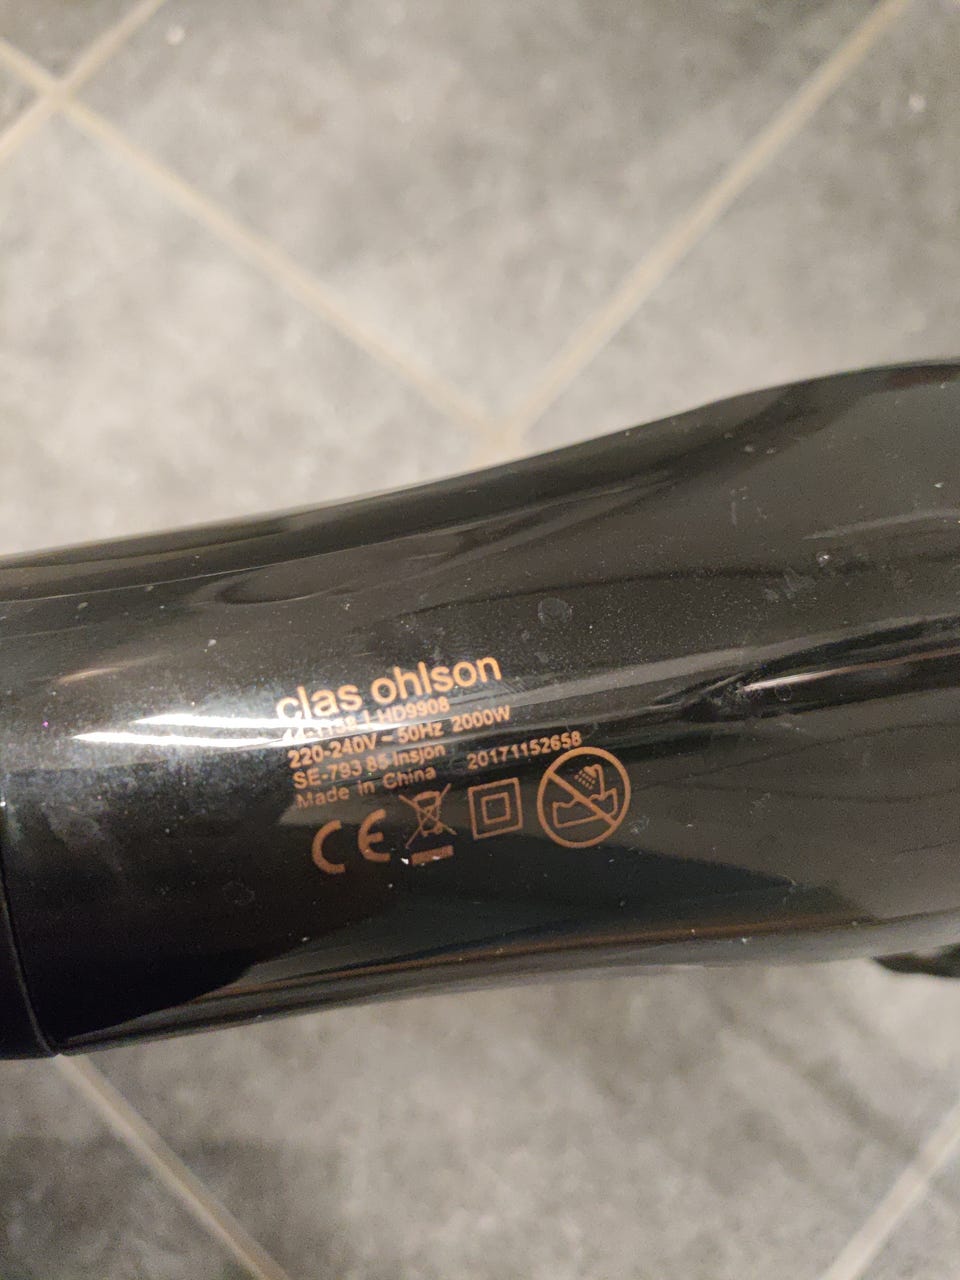 clas ohlson
HD9908
220-240V ~ 50Hz 2000W
SE-793 85 Insjön
Made in China 20171152658
CE